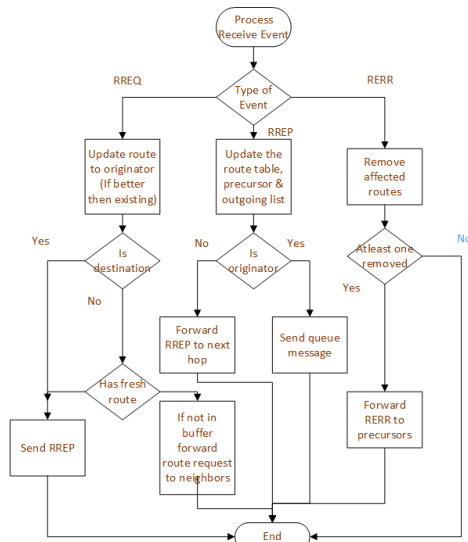 Process
Receive Event
RREQ
Type of
Event
RERR
RREP
Update route
to originator
(If better
then existing)
Update the
route table,
precursor &
outgoing list
Remove
affected
routes
Yes
Is
destination
No
Is
originator
Yes
Atleast one
removed
No
No
Yes
Forward
RREP to next
hop
Send queue
message
Has fresh
route
Send RREP
If not in
buffer
forward
route request
to neighbors
Forward
RERR to
precursors
End